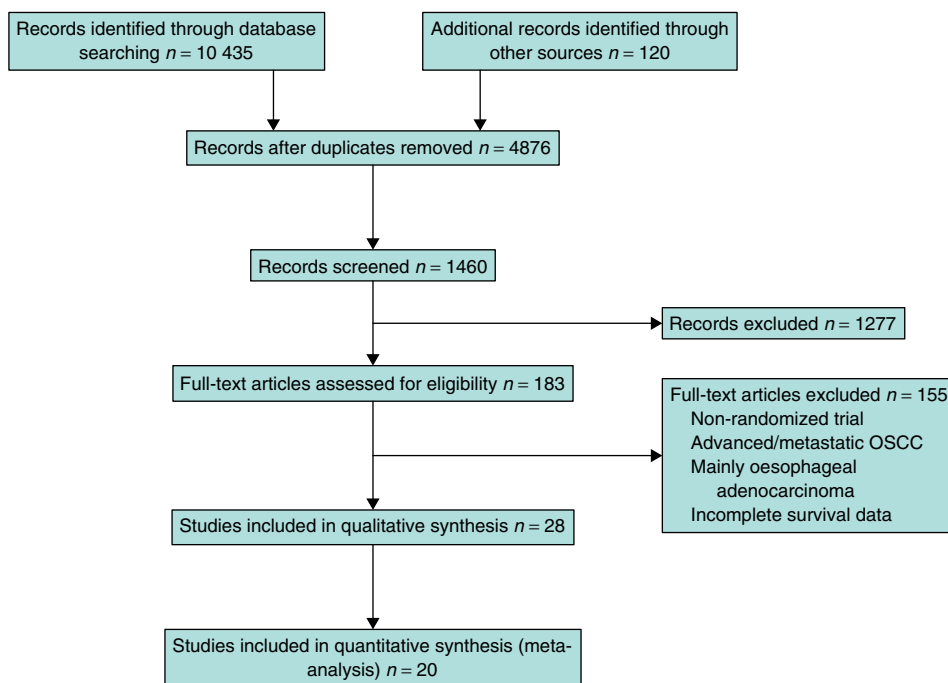 Records identified through database
searching n = 10 435
Additional records identified through
other sources n = 120
Records after duplicates removed n = 4876
Records screened n = 1460
Records excluded n = 1277
Full-text articles assessed for eligibility n = 183
Full-text articles excluded n = 155
Non-randomized trial
Advanced/metastatic OSCC
Mainly oesophageal
adenocarcinoma
Incomplete survival data
Studies included in qualitative synthesis n = 28
Studies included in quantitative synthesis (meta-
analysis) n = 20